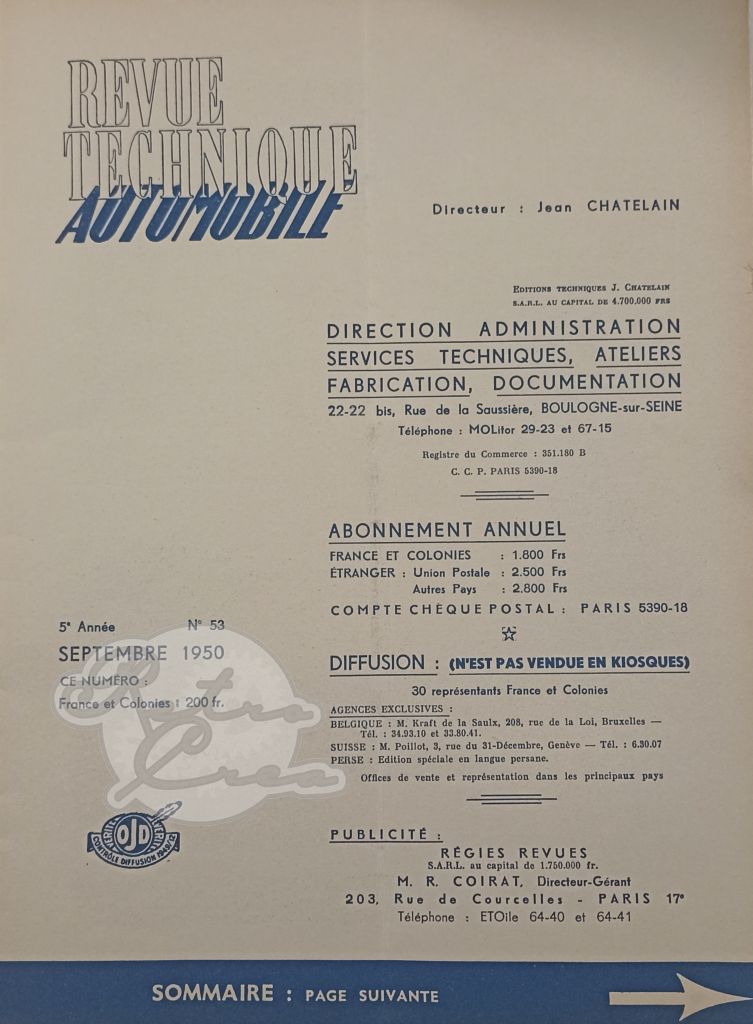 REVUE
TECHNIQUE
AUTOMOBILE
Directeur : Jean CHATELAIN
EDITIONS TECHNIQUES J. CHATELAIN
S.A.R.L. AU CAPITAL DE 4.700.000 FRS
DIRECTION ADMINISTRATION
SERVICES TECHNIQUES, ATELIERS
FABRICATION, DOCUMENTATION
22-22 bis, Rue de la Saussière, BOULOGNE-sur-SEINE
Téléphone : MOLitor 29-23 et 67-15
Registre du Commerce : 351.180 B
C. C. P. PARIS 5390-18
ABONNEMENT ANNUEL
FRANCE ET COLONIES : 1.800 Frs
ÉTRANGER : Union Postale : 2.500 Frs
Autres Pays : 2.800 Frs
COMPTE CHÈQUE POSTAL : PARIS 5390-18
5e Année N° 53
SEPTEMBRE 1950
CE NUMÉRO :
France et Colonies : 200 fr.
Retro
Crea
DIFFUSION : (N'EST PAS VENDUE EN KIOSQUES)
30 représentants France et Colonies
AGENCES EXCLUSIVES :
BELGIQUE : M. Kraft de la Saulx, 208, rue de la Loi, Bruxelles —
Tél. : 34.93.10 et 33.80.41.
SUISSE : M. Poillot, 3, rue du 31-Décembre, Genève — Tél. : 6.30.07
PERSE : Edition spéciale en langue persane.
Offices de vente et représentation dans les principaux pays
OJD
CONTRÔLE DIFFUSION
PUBLICITÉ :
RÉGIES REVUES
S.A.R.L. au capital de 1.750.000 fr.
M. R. COIRAT, Directeur-Gérant
203, Rue de Courcelles - PARIS 17e
Téléphone : ETOile 64-40 et 64-41
SOMMAIRE : PAGE SUIVANTE